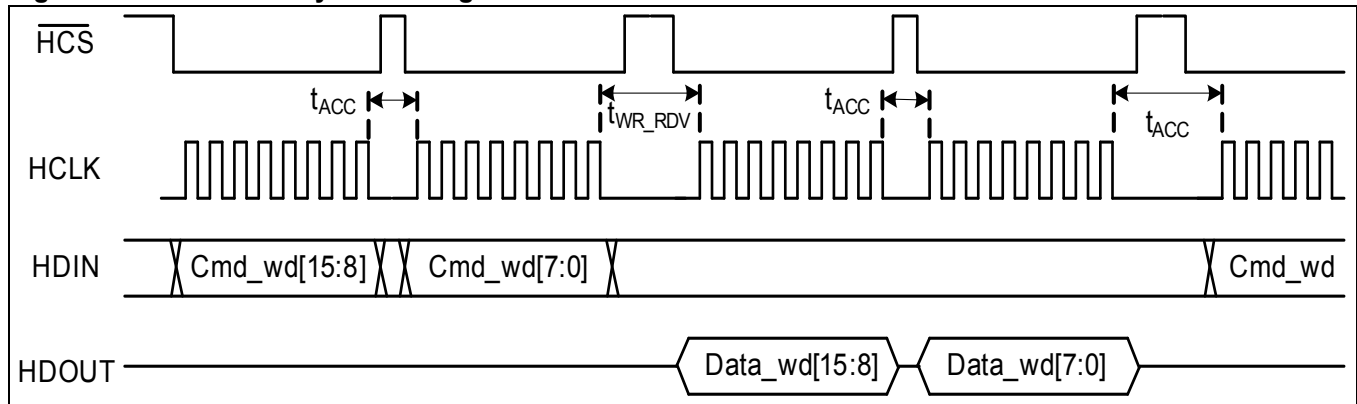 HCS
tACC
tWR_RDV
tACC
tACC
HCLK
HDIN
Cmd_wd[15:8]
Cmd_wd[7:0]
Cmd_wd
HDOUT
Data_wd[15:8]
Data_wd[7:0]